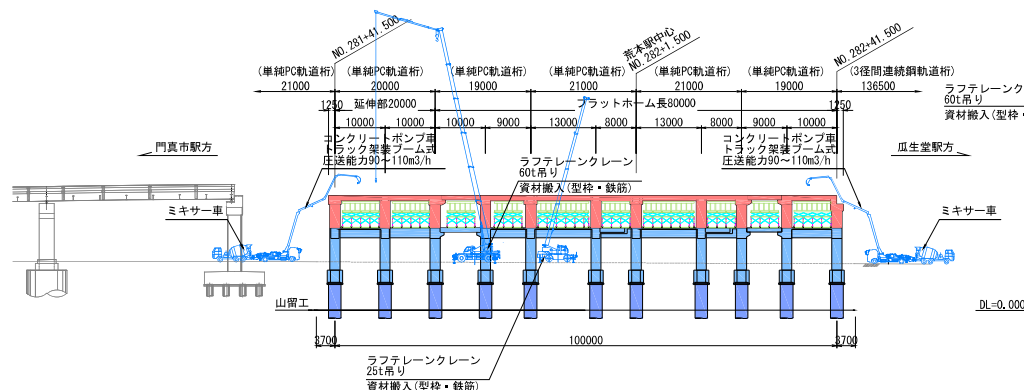 NO.281+41.500
荒本駅中心
NO.282+1.500
NO.282+41.500
(単純PC軌道桁)
(単純PC軌道桁)
(単純PC軌道桁)
(単純PC軌道桁)
(単純PC軌道桁)
(単純PC軌道桁)
(3径間連続鋼軌道桁)
21000
20000
19000
21000
21000
19000
136500
ラフテレーンク
60t吊り
資材搬入(型枠・
1250
延伸部20000
プラットホーム長80000
1250
10000
10000
10000
9000
13000
8000
13000
8000
9000
10000
コンクリートポンプ車
トラック架装ブーム式
圧送能力90～110m3/h
コンクリートポンプ車
トラック架装ブーム式
圧送能力90～110m3/h
門真市駅方
瓜生堂駅方
ラフテレーンクレーン
60t吊り
資材搬入(型枠・鉄筋)
ミキサー車
ミキサー車
山留工
DL=0.000
3700
100000
3700
ラフテレーンクレーン
25t吊り
資材搬入(型枠・鉄筋)